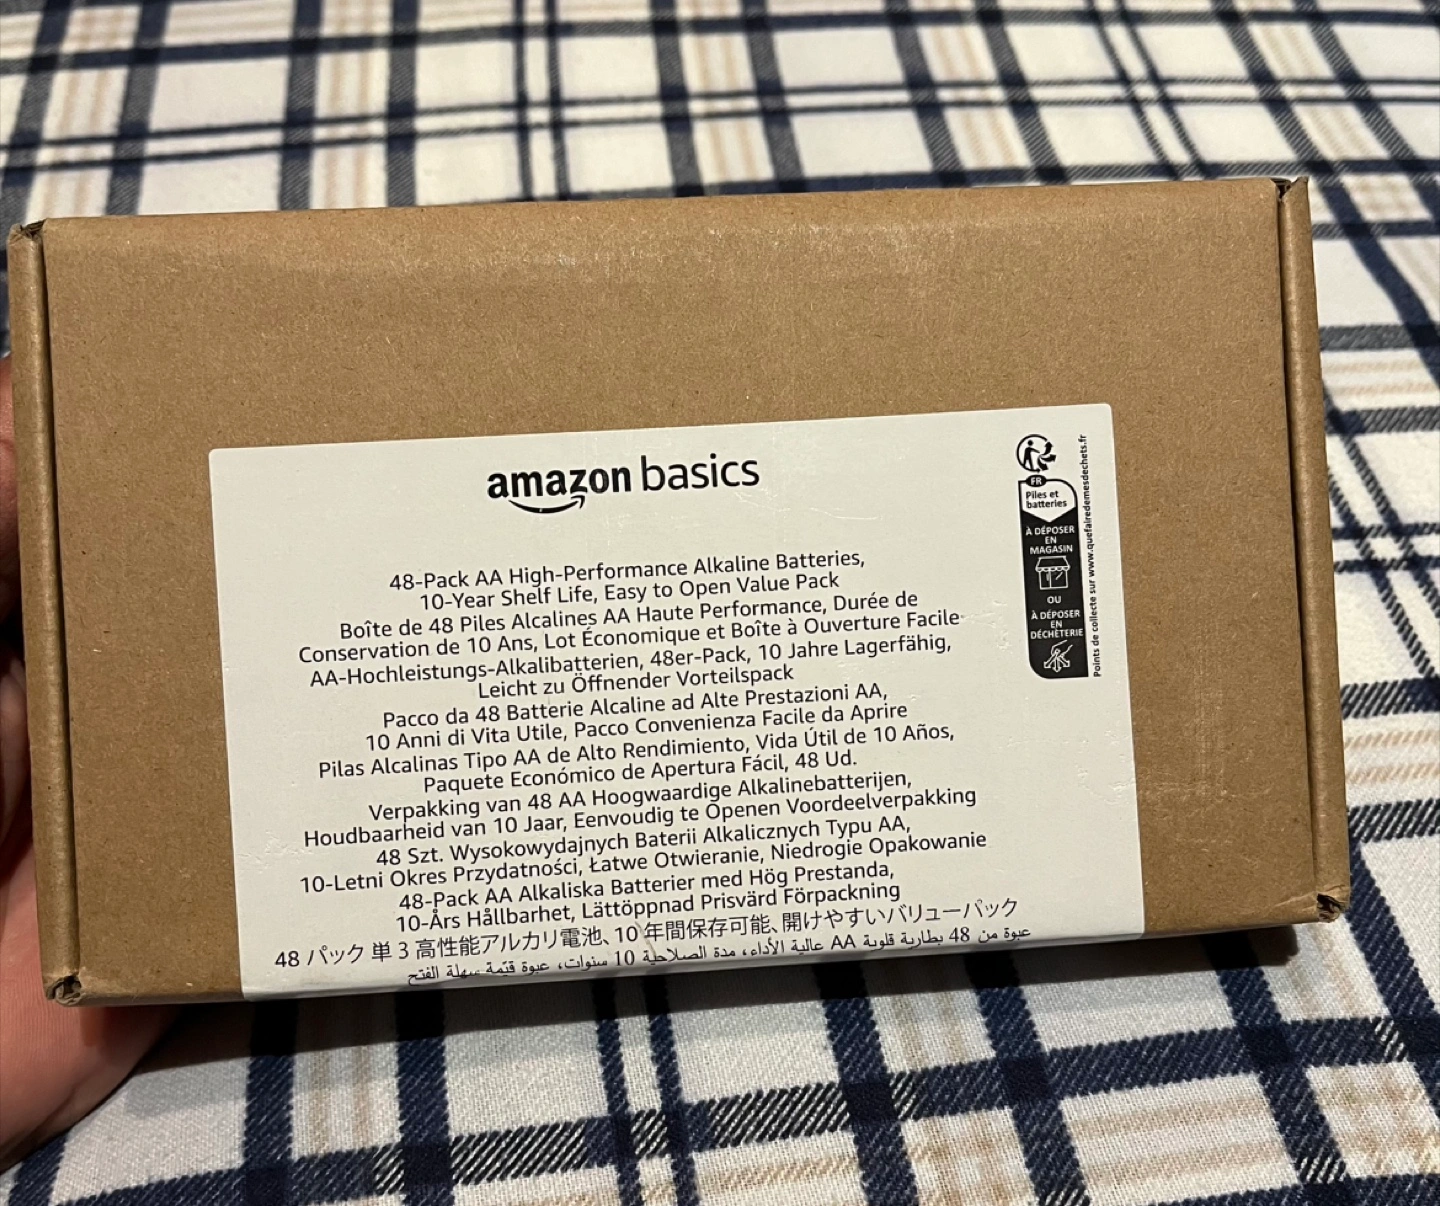 amazon basics
48-Pack AA High-Performance Alkaline Batteries,
10-Year Shelf Life, Easy to Open Value Pack
Boîte de 48 Piles Alcalines AA Haute Performance, Durée de
Conservation de 10 Ans, Lot Économique et Boîte à Ouverture Facile
AA-Hochleistungs-Alkalibatterien, 48er-Pack, 10 Jahre Lagerfähig,
Leicht zu Öffnender Vorteilspack
Pacco da 48 Batterie Alcaline ad Alte Prestazioni AA,
10 Anni di Vita Utile, Pacco Convenienza Facile da Aprire
Pilas Alcalinas Tipo AA de Alto Rendimiento, Vida Útil de 10 Años,
Paquete Económico de Apertura Fácil, 48 Ud.
Verpakking van 48 AA Hoogwaardige Alkalinebatterijen,
Houdbaarheid van 10 Jaar, Eenvoudig te Openen Voordeelverpakking
48 Szt. Wysokowydajnych Baterii Alkalicznych Typu AA,
10-Letni Okres Przydatności, Łatwe Otwieranie, Niedrogie Opakowanie
48-Pack AA Alkaliska Batterier med Hög Prestanda,
10-Års Hållbarhet, Lättöppnad Prisvärd Förpackning
48 パック 単 3 高性能アルカリ電池、10 年間保存可能、開けやすいバリューパック
عبوة من 48 بطارية قلوية AA عالية الأداء، مدة الصلاحية 10 سنوات، عبوة قيّمة سهلة الفتح
FR
Piles et
batteries
À DÉPOSER
EN
MAGASIN
OU
À DÉPOSER
EN
DÉCHÈTERIE
Points de collecte sur www.quefairedemesdechets.fr